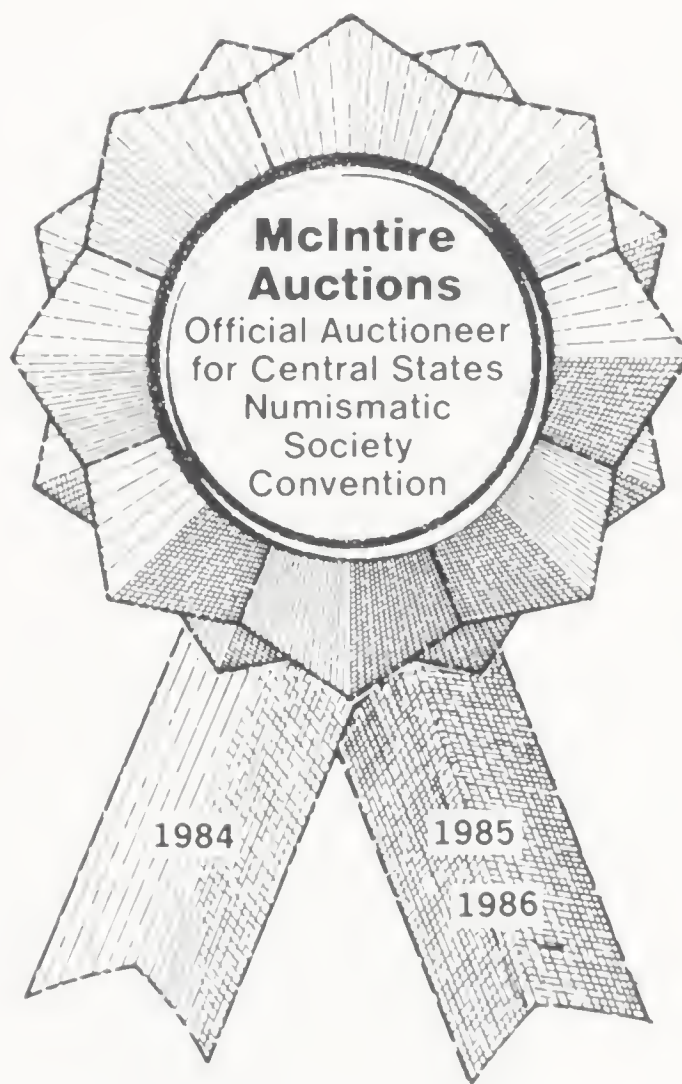 McIntire
Auctions
Official Auctioneer
for Central States
Numismatic
Society
Convention
1984
1985
1986